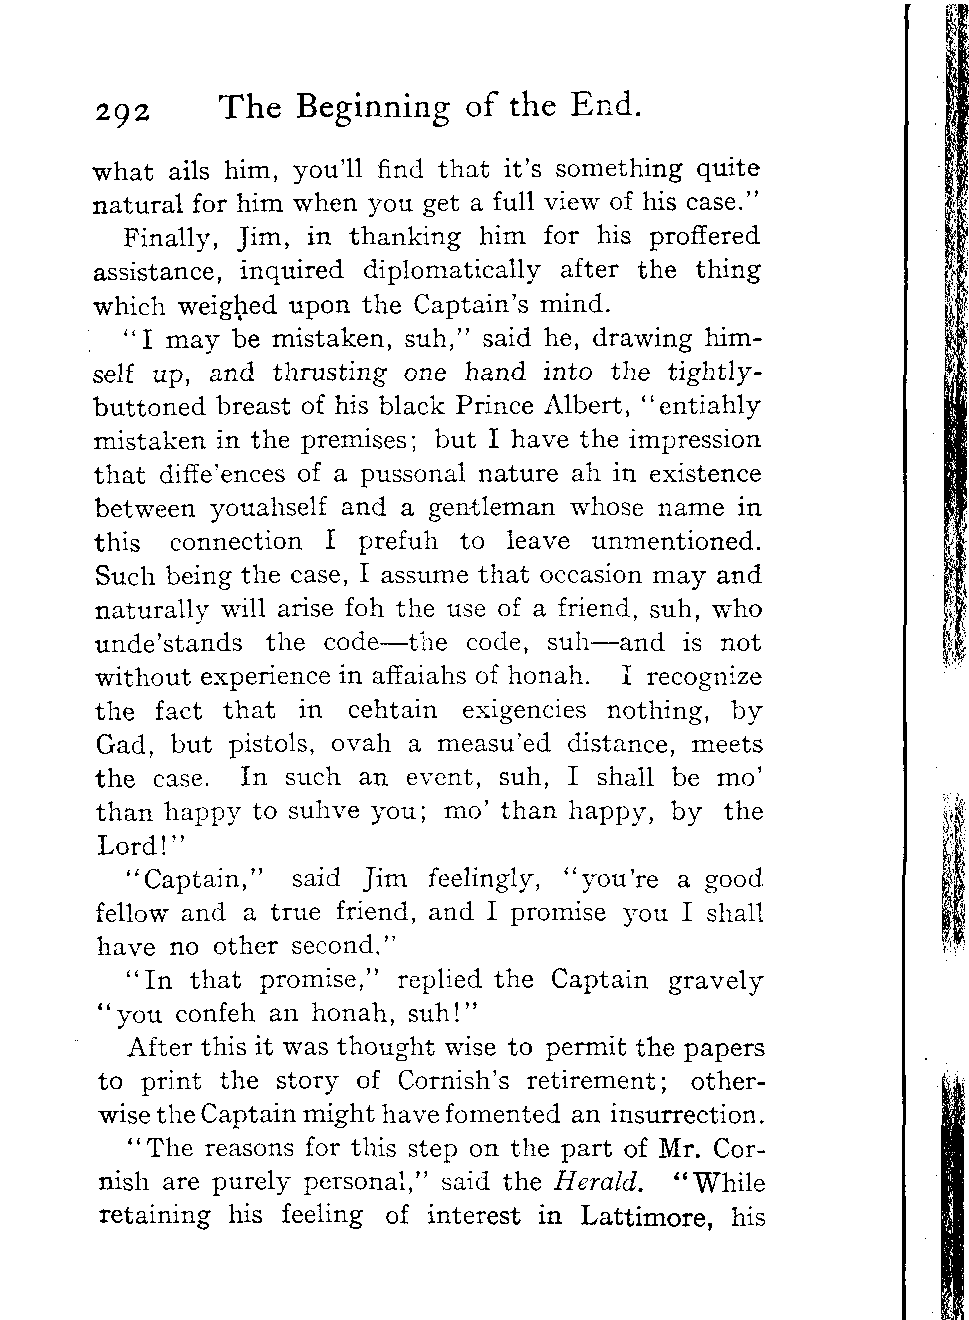 292 The Beginning of the End.
what ails him, you'll find that it's something quite
natural for him when you get a full view of his case."
Finally, Jim, in thanking him for his proffered
assistance, inquired diplomatically after the thing
which weighed upon the Captain's mind.
"I may be mistaken, suh," said he, drawing him-
self up, and thrusting one hand into the tightly-
buttoned breast of his black Prince Albert, "entiahly
mistaken in the premises; but I have the impression
that diffe'ences of a pussonal nature ah in existence
between youahself and a gentleman whose name in
this connection I prefuh to leave unmentioned.
Such being the case, I assume that occasion may and
naturally will arise foh the use of a friend, suh, who
unde'stands the code—the code, suh—and is not
without experience in affaiahs of honah. I recognize
the fact that in cehtain exigencies nothing, by
Gad, but pistols, ovah a measu'ed distance, meets
the case. In such an event, suh, I shall be mo'
than happy to suhve you; mo' than happy, by the
Lord!"
"Captain," said Jim feelingly, "you're a good
fellow and a true friend, and I promise you I shall
have no other second."
"In that promise," replied the Captain gravely
"you confeh an honah, suh!"
After this it was thought wise to permit the papers
to print the story of Cornish's retirement; other-
wise the Captain might have fomented an insurrection.
"The reasons for this step on the part of Mr. Cor-
nish are purely personal," said the Herald. "While
retaining his feeling of interest in Lattimore, his